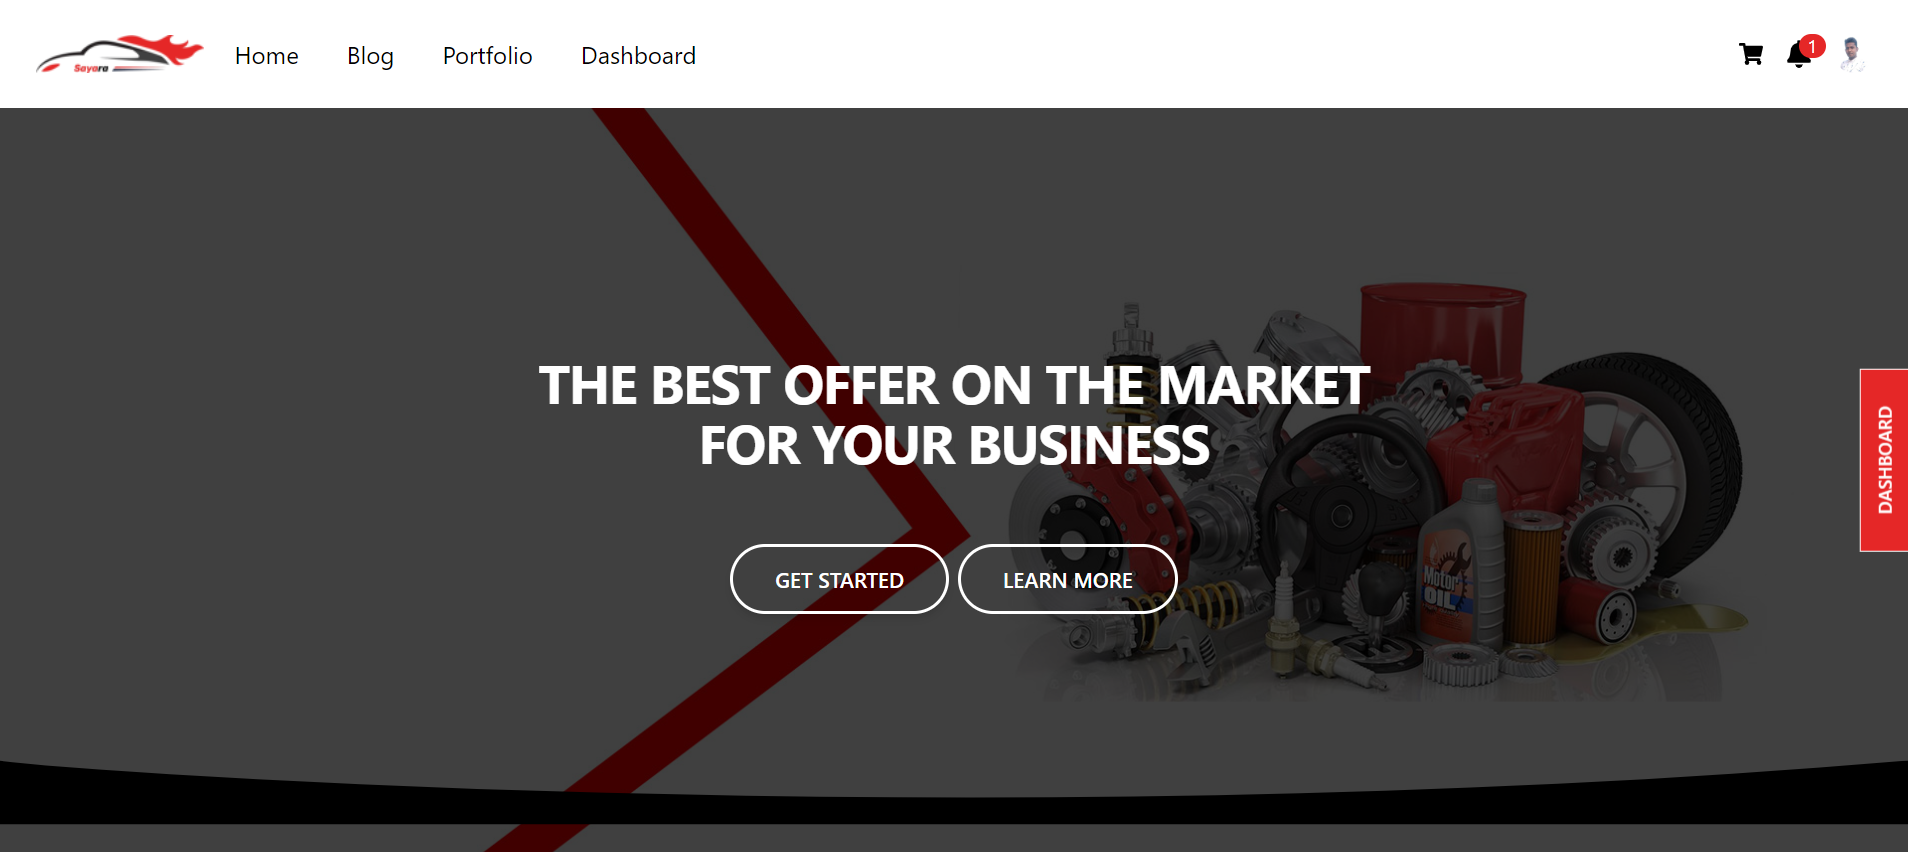 Sayara
Home
Blog
Portfolio
Dashboard
1
THE BEST OFFER ON THE MARKET
FOR YOUR BUSINESS
GET STARTED
LEARN MORE
DASHBOARD
Motor
OIL